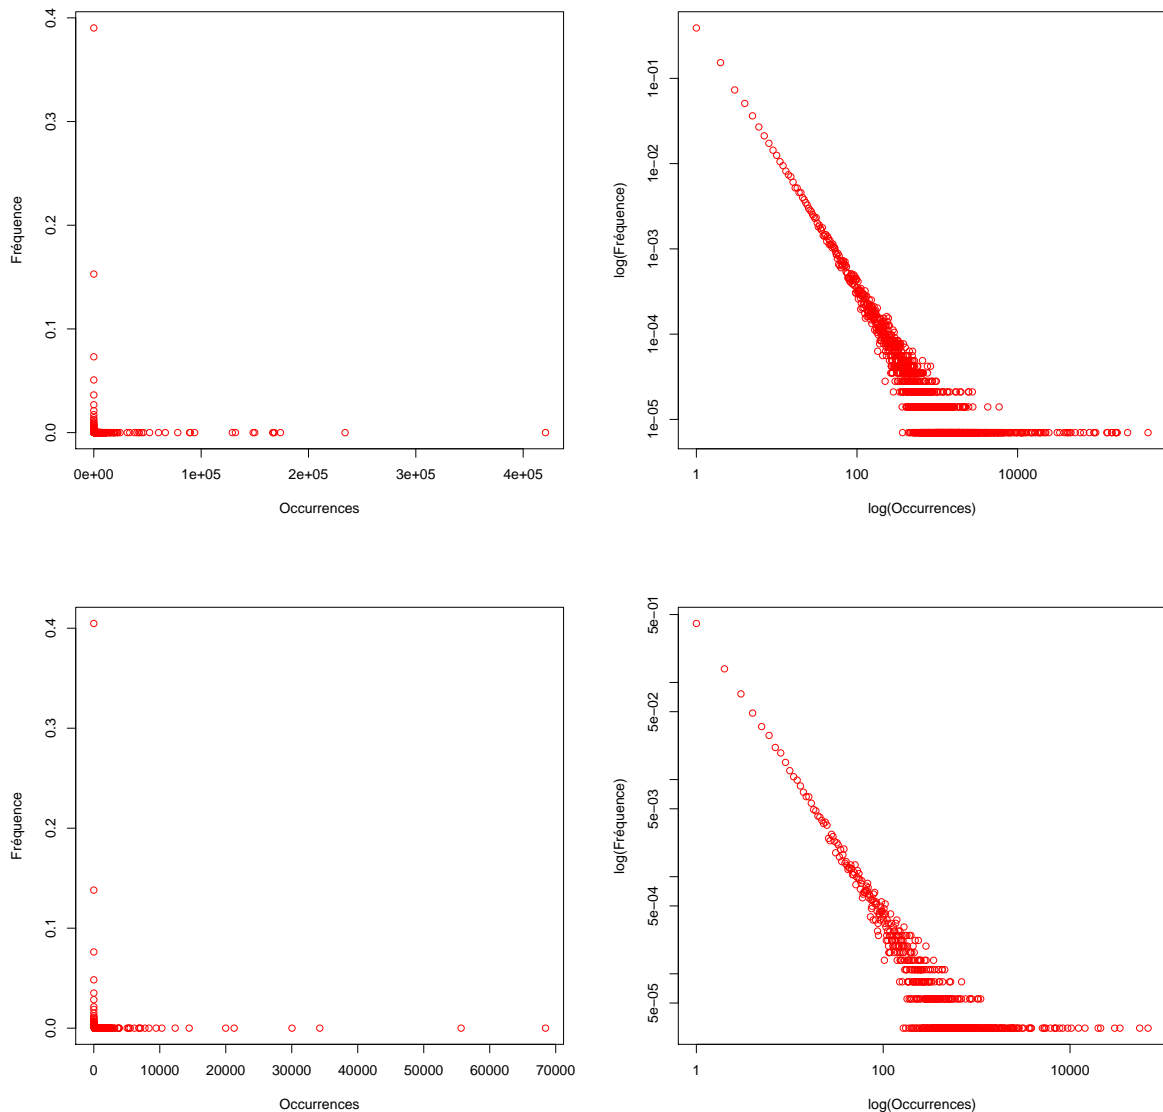 0.4
0.3
0.2
0.1
0.0
Fréquence
0e+00 1e+05 2e+05 3e+05 4e+05
Occurrences
1e-01
1e-02
1e-03
1e-04
1e-05
log(Fréquence)
1 100 10000
log(Occurrences)
0.4
0.3
0.2
0.1
0.0
Fréquence
0 10000 20000 30000 40000 50000 60000 70000
Occurrences
5e-01
5e-02
5e-03
5e-04
5e-05
log(Fréquence)
1 100 10000
log(Occurrences)